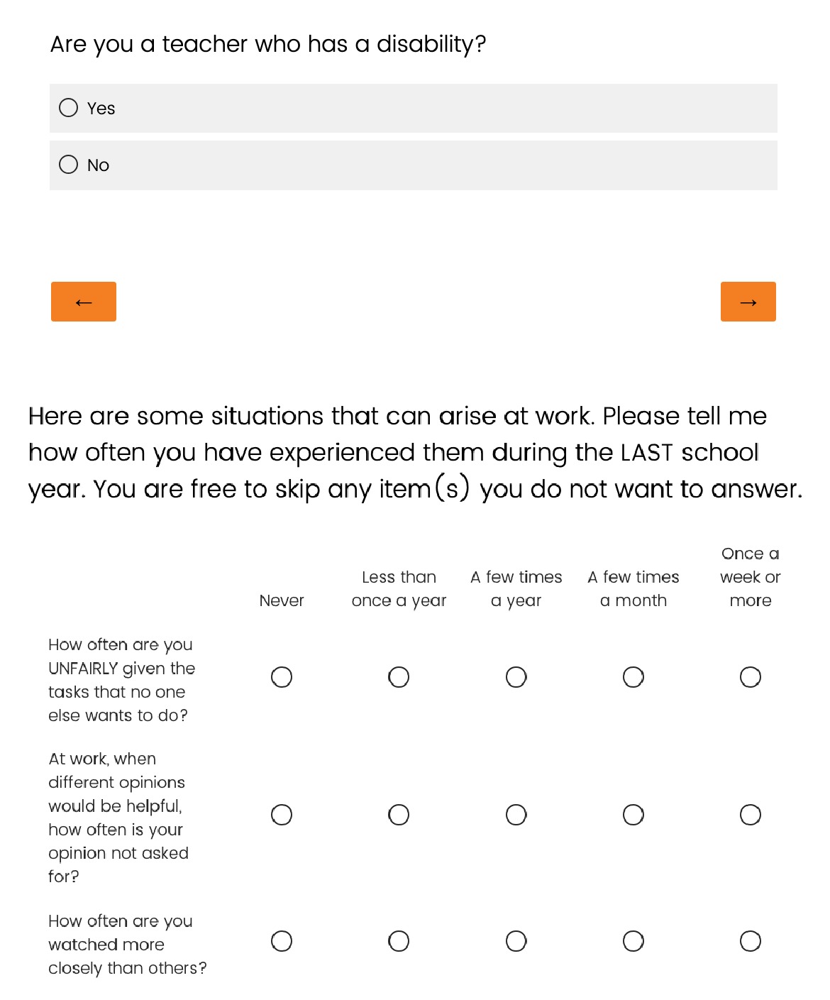 Are you a teacher who has a disability?
Yes
No
←
→
Here are some situations that can arise at work. Please tell me
how often you have experienced them during the LAST school
year. You are free to skip any item(s) you do not want to answer.
Never
Less than
once a year
A few times
a year
A few times
a month
Once a
week or
more
How often are you
UNFAIRLY given the
tasks that no one
else wants to do?
At work, when
different opinions
would be helpful,
how often is your
opinion not asked
for?
How often are you
watched more
closely than others?